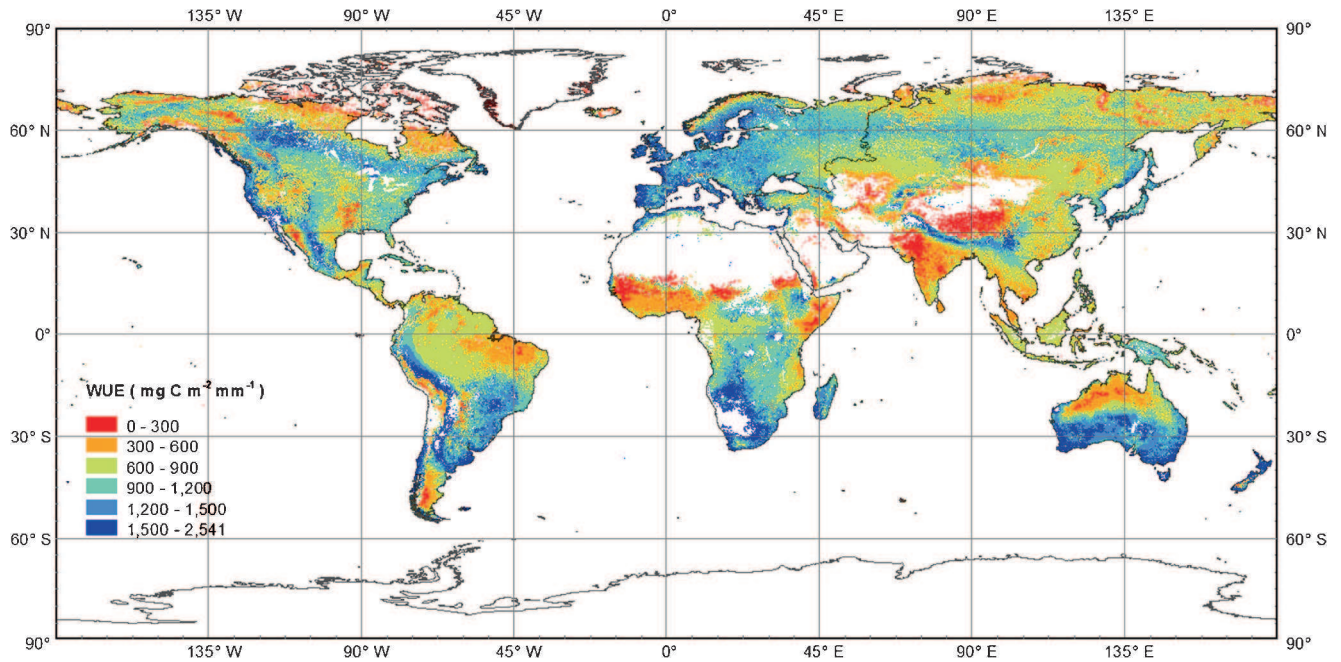 135° W 90° W 45° W 0° 45° E 90° E 135° E
90° 90°
60° N 60° N
30° N 30° N
0° 0°
WUE ( mg C m⁻² mm⁻¹ )
0 - 300
300 - 600
600 - 900
900 - 1,200
1,200 - 1,500
1,500 - 2,541
30° S 30° S
60° S 60° S
90° 90°
135° W 90° W 45° W 0° 45° E 90° E 135° E